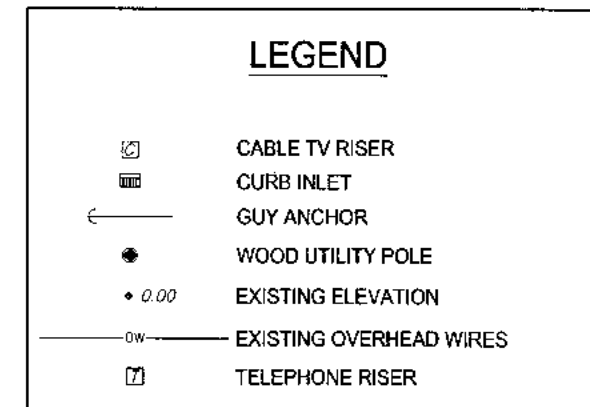 LEGEND
C CABLE TV RISER
CURB INLET
GUY ANCHOR
WOOD UTILITY POLE
0.00 EXISTING ELEVATION
OW EXISTING OVERHEAD WIRES
T TELEPHONE RISER